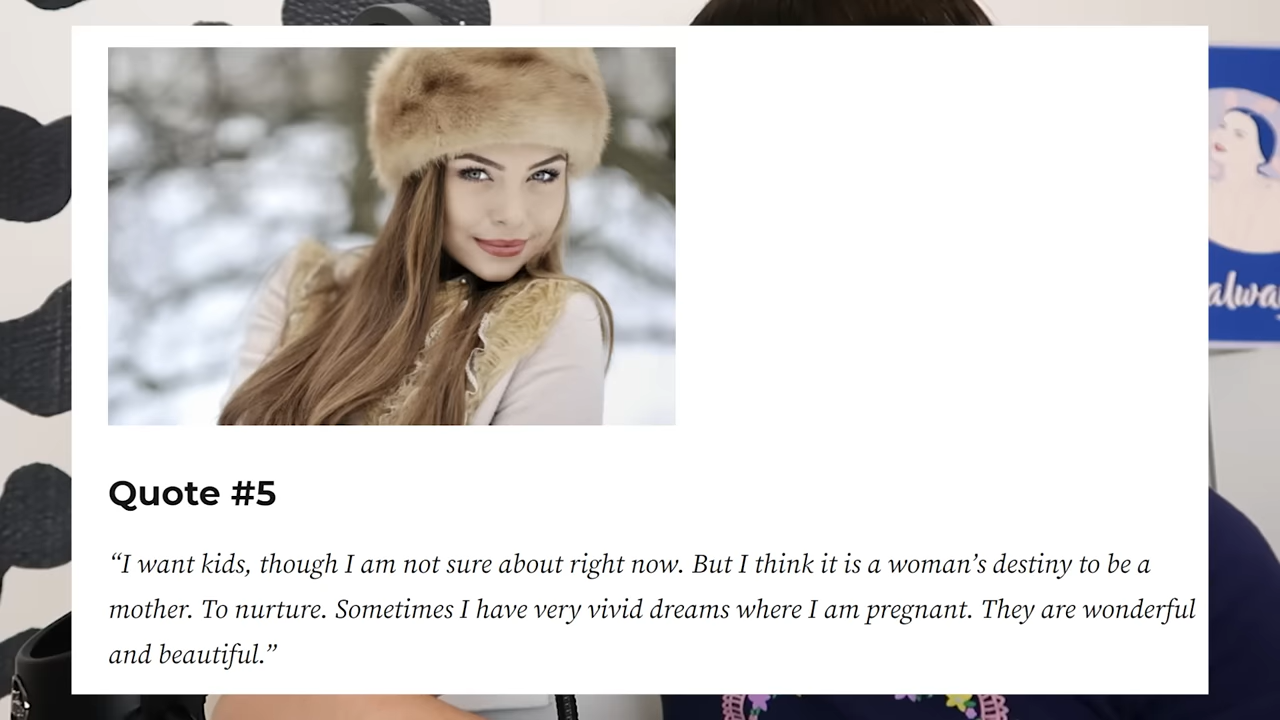 alway
Quote #5
“I want kids, though I am not sure about right now. But I think it is a woman’s destiny to be a
mother. To nurture. Sometimes I have very vivid dreams where I am pregnant. They are wonderful
and beautiful.”